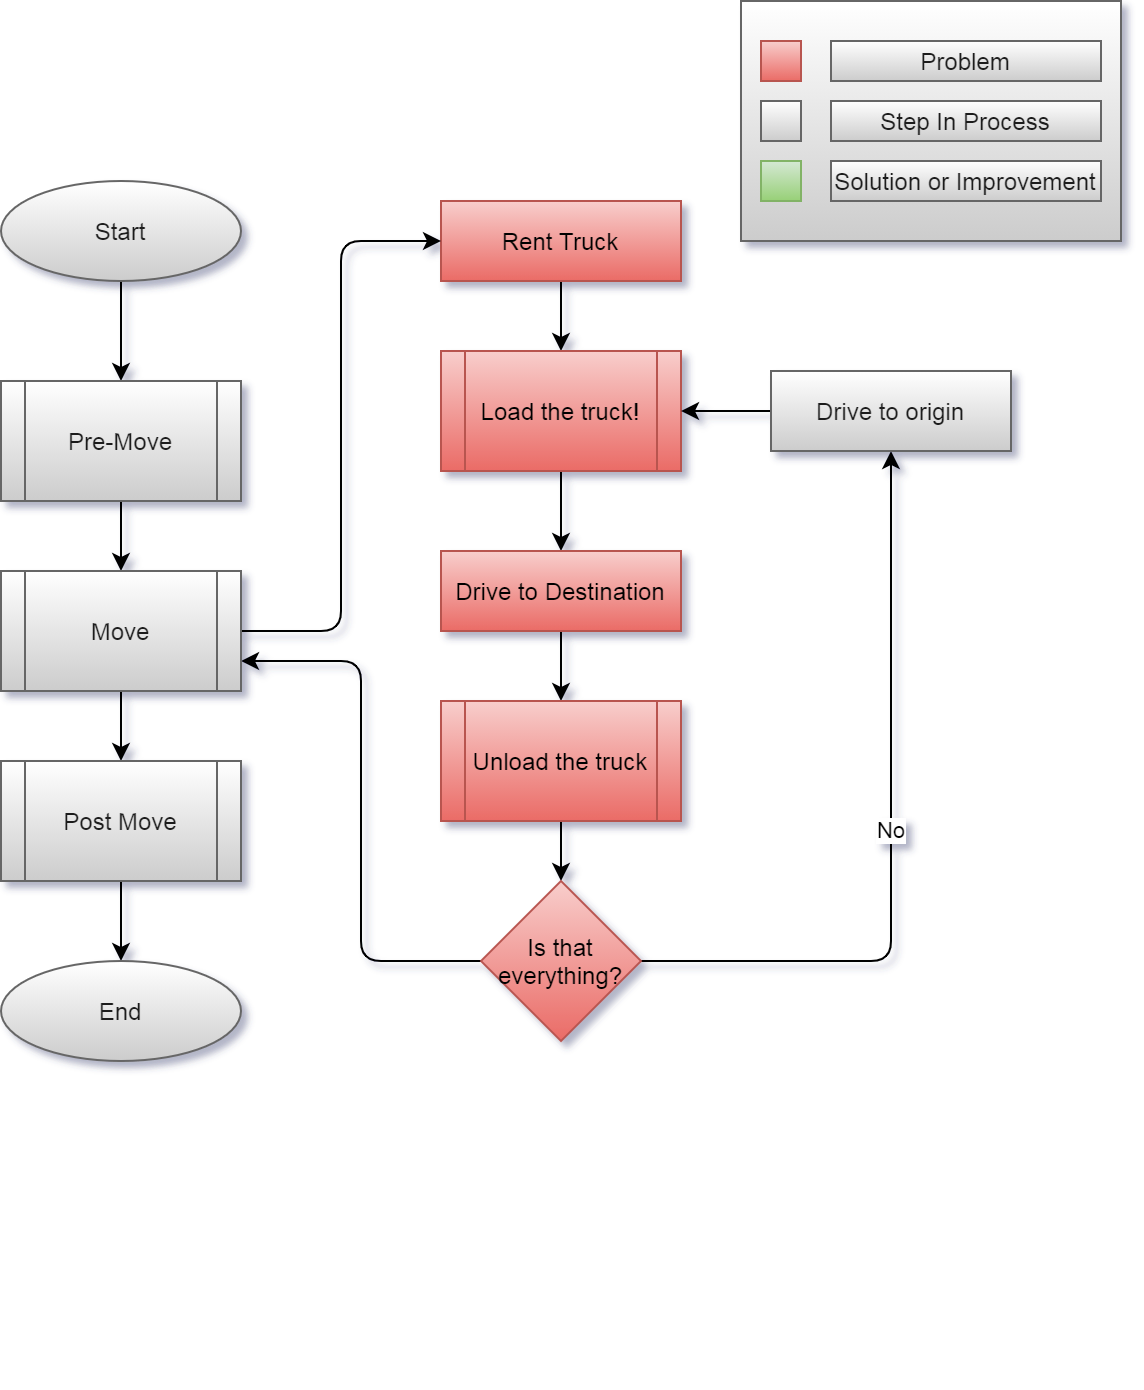 Problem
Step In Process
Solution or Improvement
Start
Pre-Move
Move
Post Move
End
Rent Truck
Load the truck!
Drive to origin
Drive to Destination
Unload the truck
No
Is that
everything?